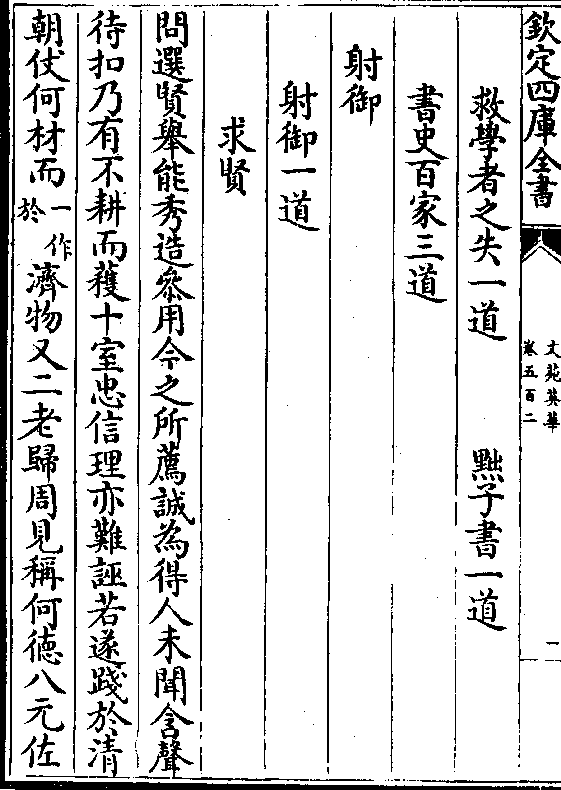 欽定四庫全書
文苑英華
卷五百二
一
救學者之失一道 黜子書一道
書史百家三道
射御
射御一道
求賢
問選賢舉能秀造叅用今之所薦誠為得人未聞含聲
待扣乃有不耕而穫十室忠信理亦難誣若遂踐於清
朝仗何材而一作於濟物又二老歸周見稱何徳八元佐